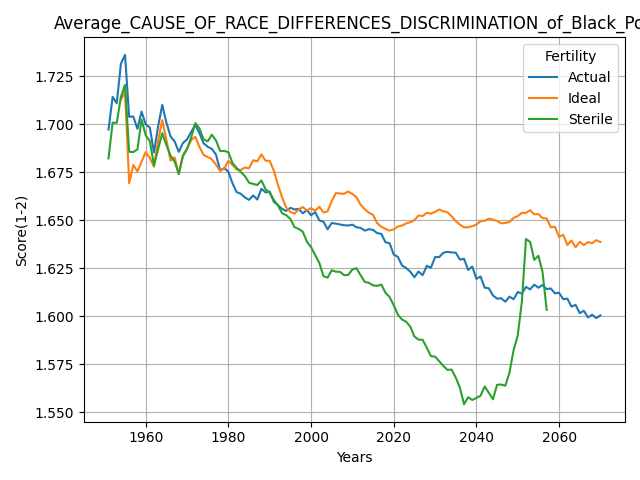 Average_CAUSE_OF_RACE_DIFFERENCES_DISCRIMINATION_of_Black_Po
Fertility
Actual
Ideal
Sterile
Score(1-2)
1.725
1.700
1.675
1.650
1.625
1.600
1.575
1.550
1960
1980
2000
2020
2040
2060
Years